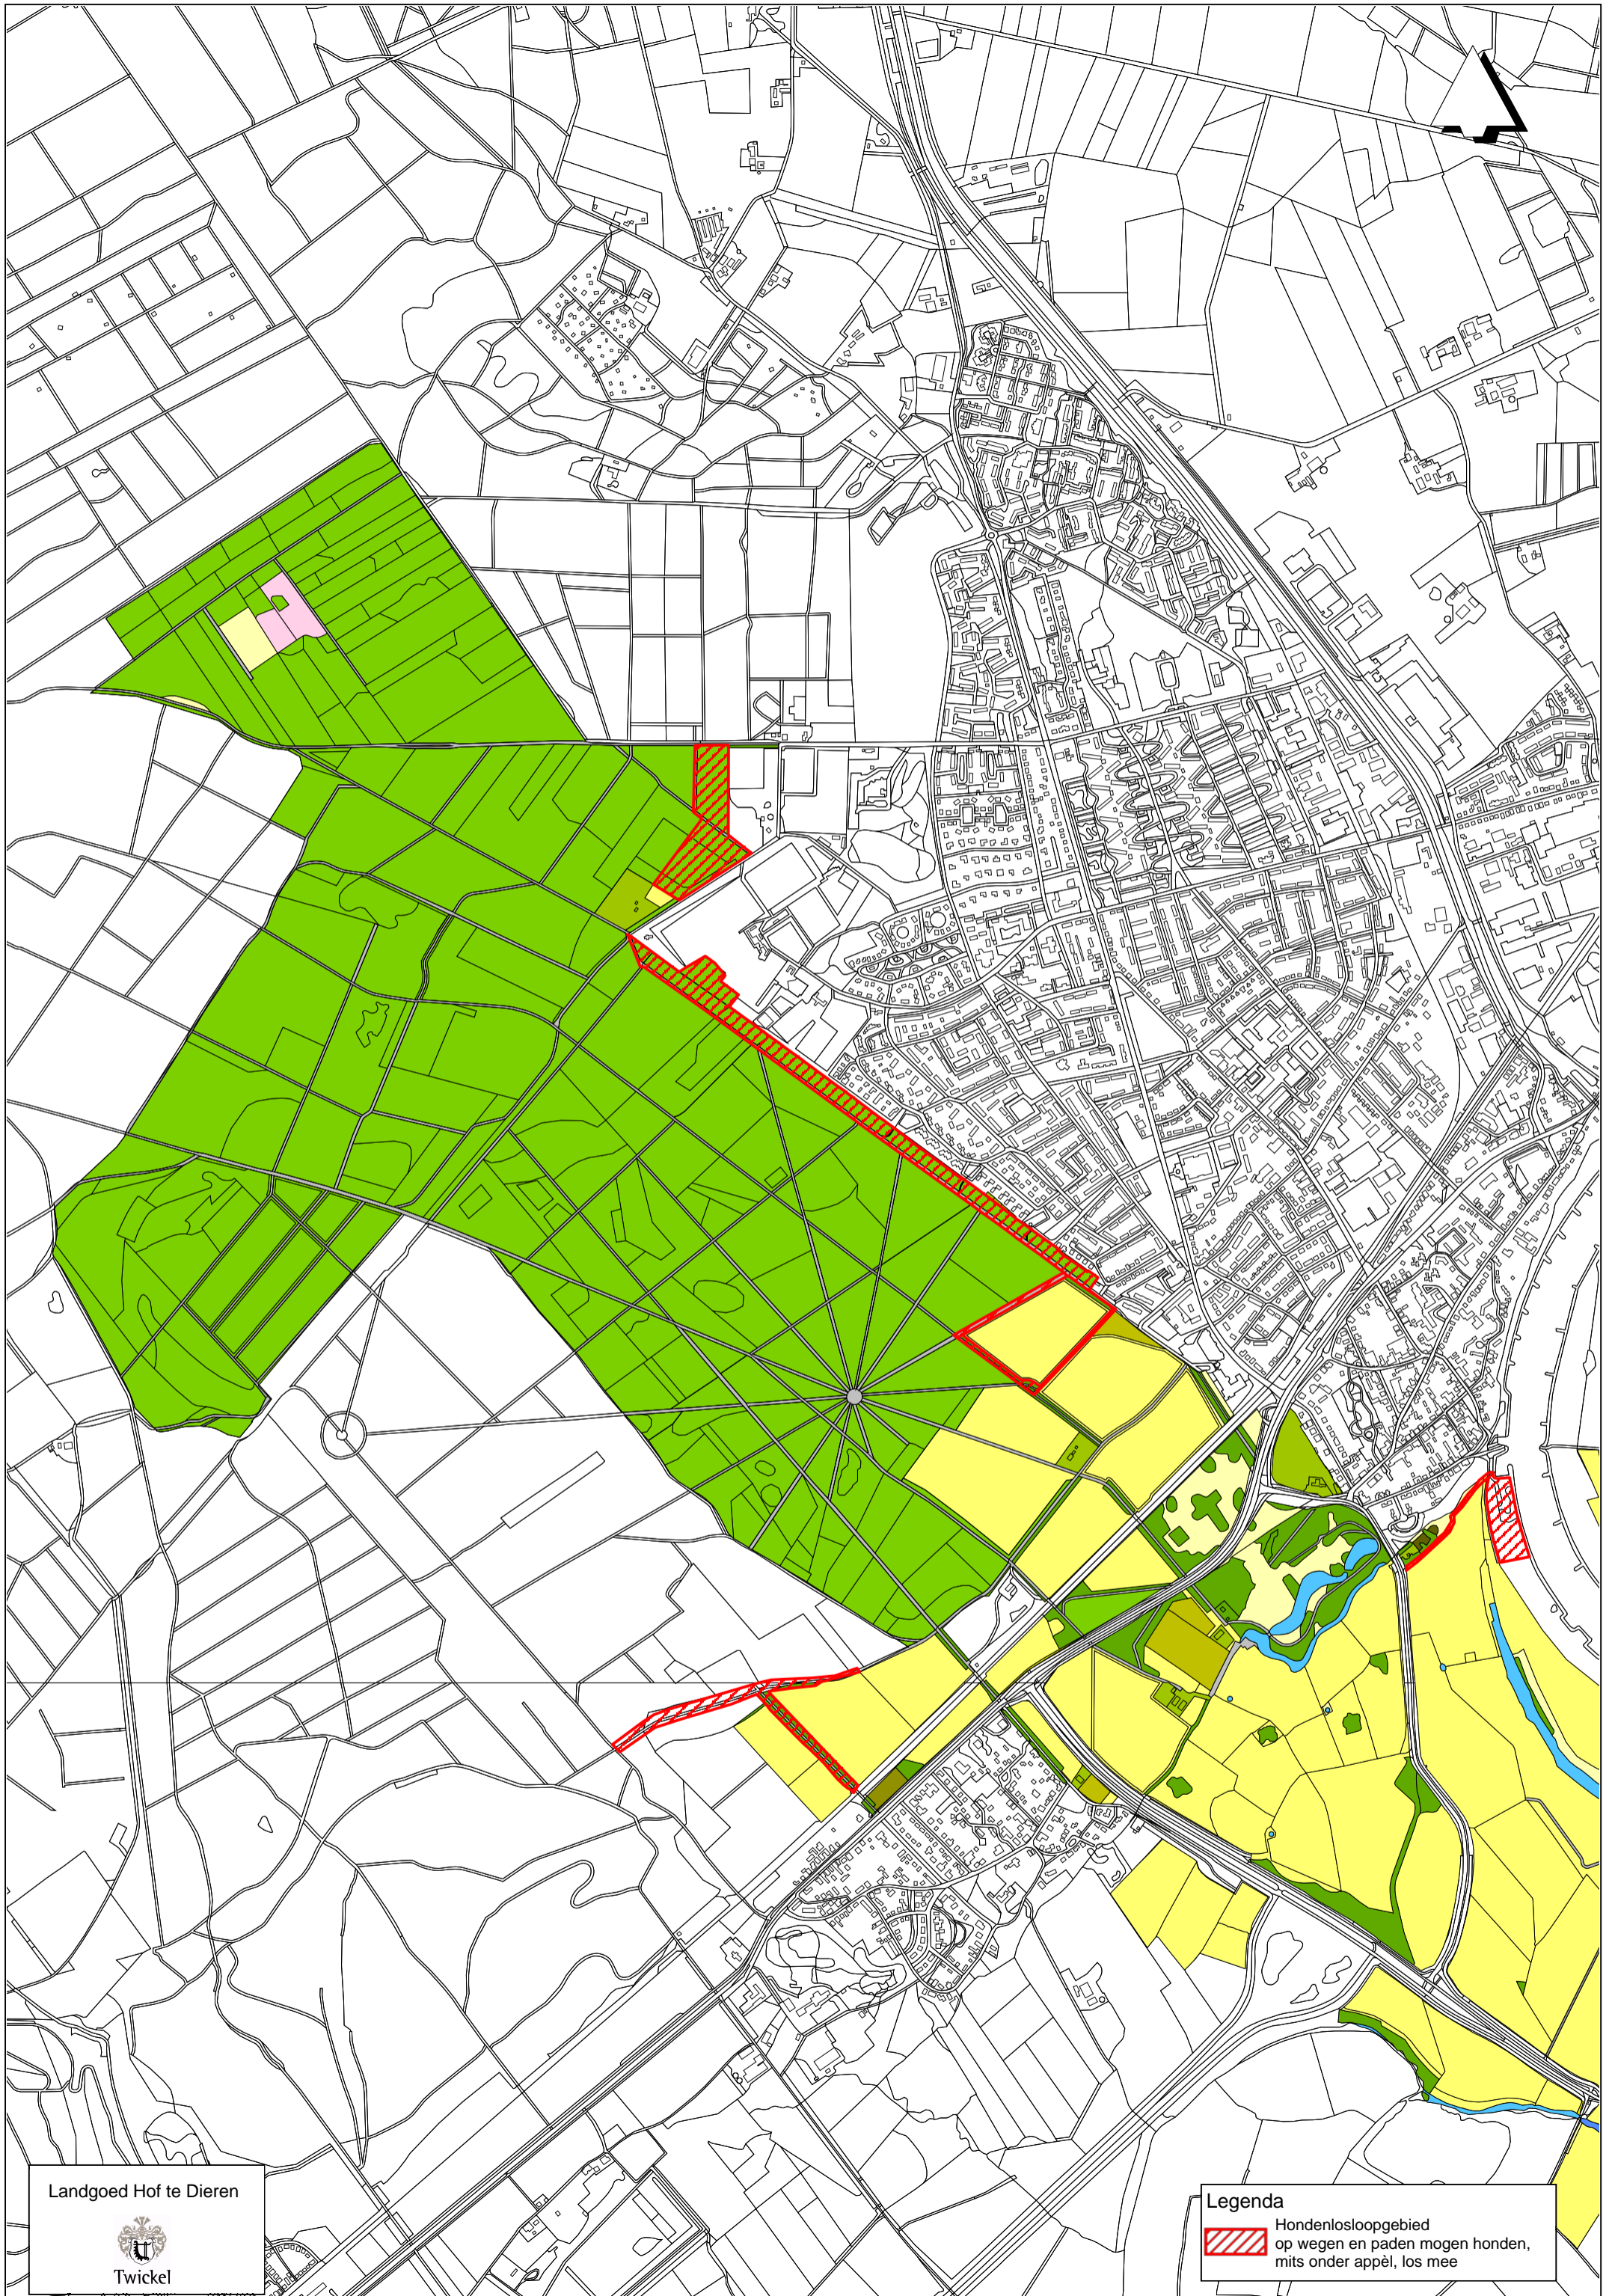 Landgoed Hof te Dieren
Twickel
Legenda
Hondenlosloopgebied
op wegen en paden mogen honden,
mits onder appèl, los mee